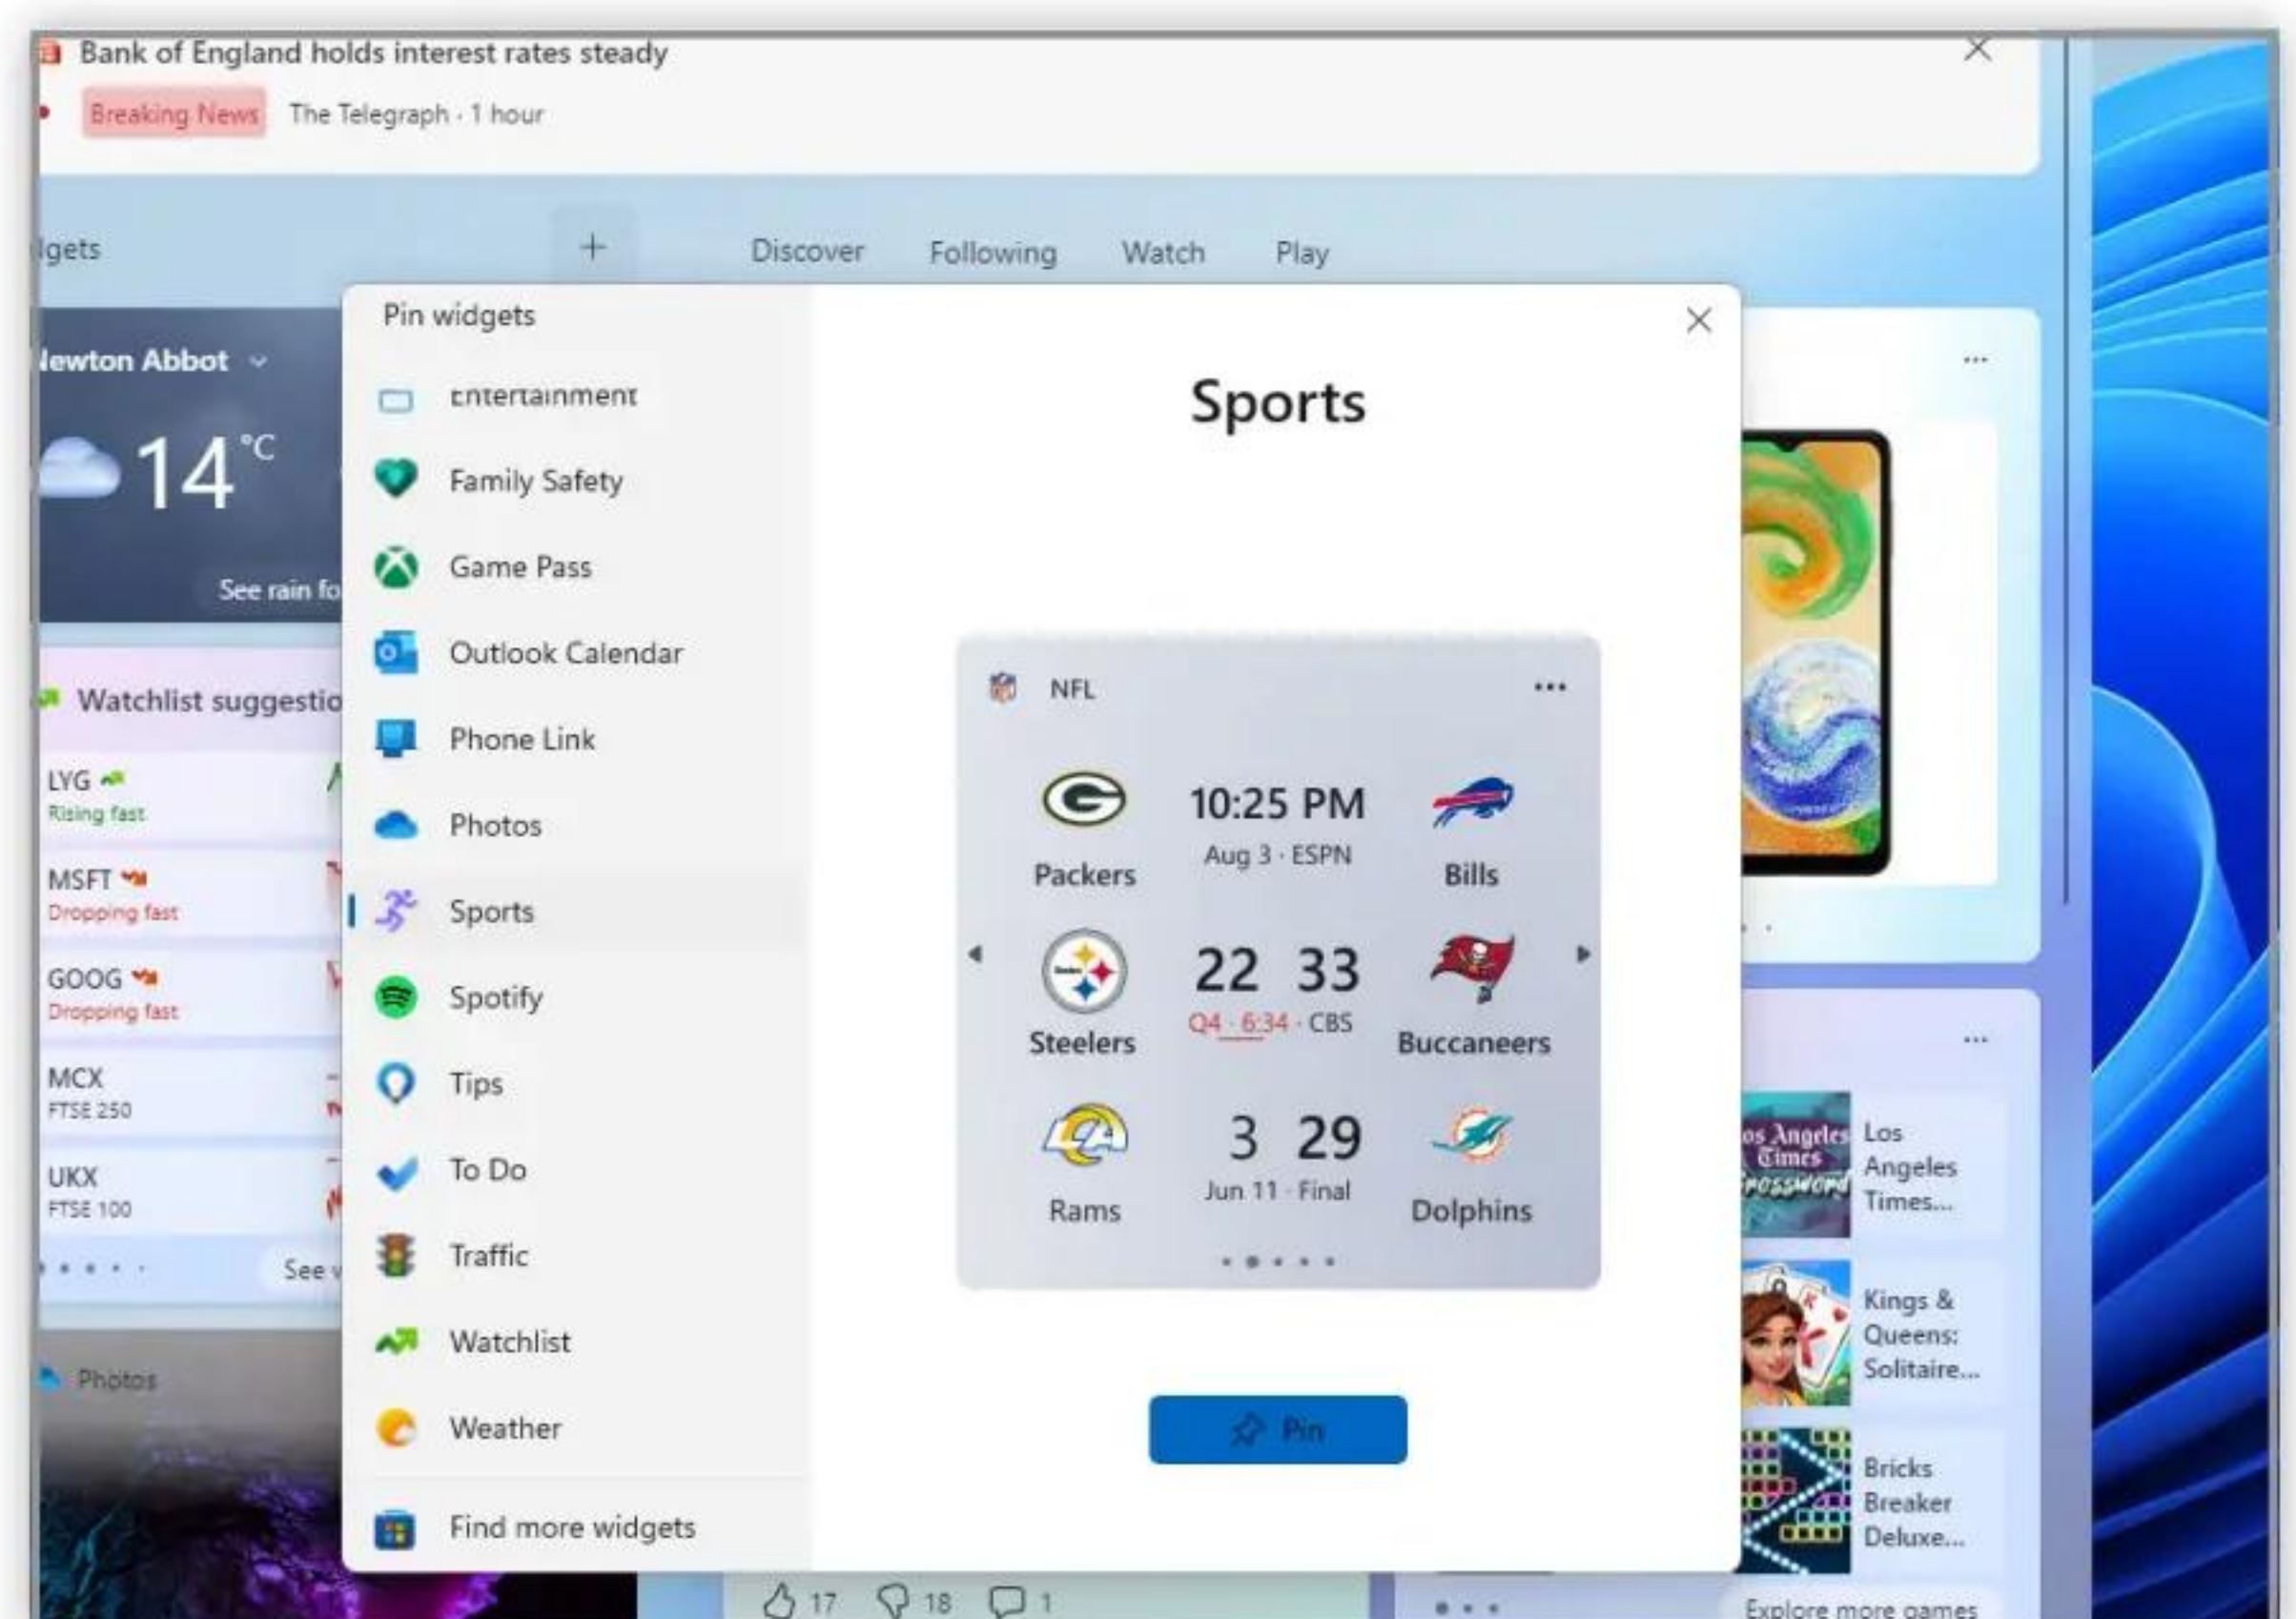 Bank of England holds interest rates steady
Breaking News The Telegraph · 1 hour
Discover Following Watch Play
Newton Abbot
14 °C
See rain
Watchlist
LYG
Rising fast
MSFT
Dropping fast
GOOG
Dropping fast
MCX
FTSE 250
UKX
FTSE 100
See
Photos
Pin widgets
Entertainment
Family Safety
Game Pass
Outlook Calendar
Phone Link
Photos
Sports
Spotify
Tips
To Do
Traffic
Watchlist
Weather
Find more widgets
Sports
NFL
10:25 PM
Aug 3 · ESPN
Packers Bills
22 33
Q4 · 6:34 · CBS
Steelers Buccaneers
3 29
Jun 11 · Final
Rams Dolphins
Pin
Los
Angeles
Times...
Kings &
Queens:
Solitaire...
Bricks
Breaker
Deluxe...
17 18 1
Explore more games